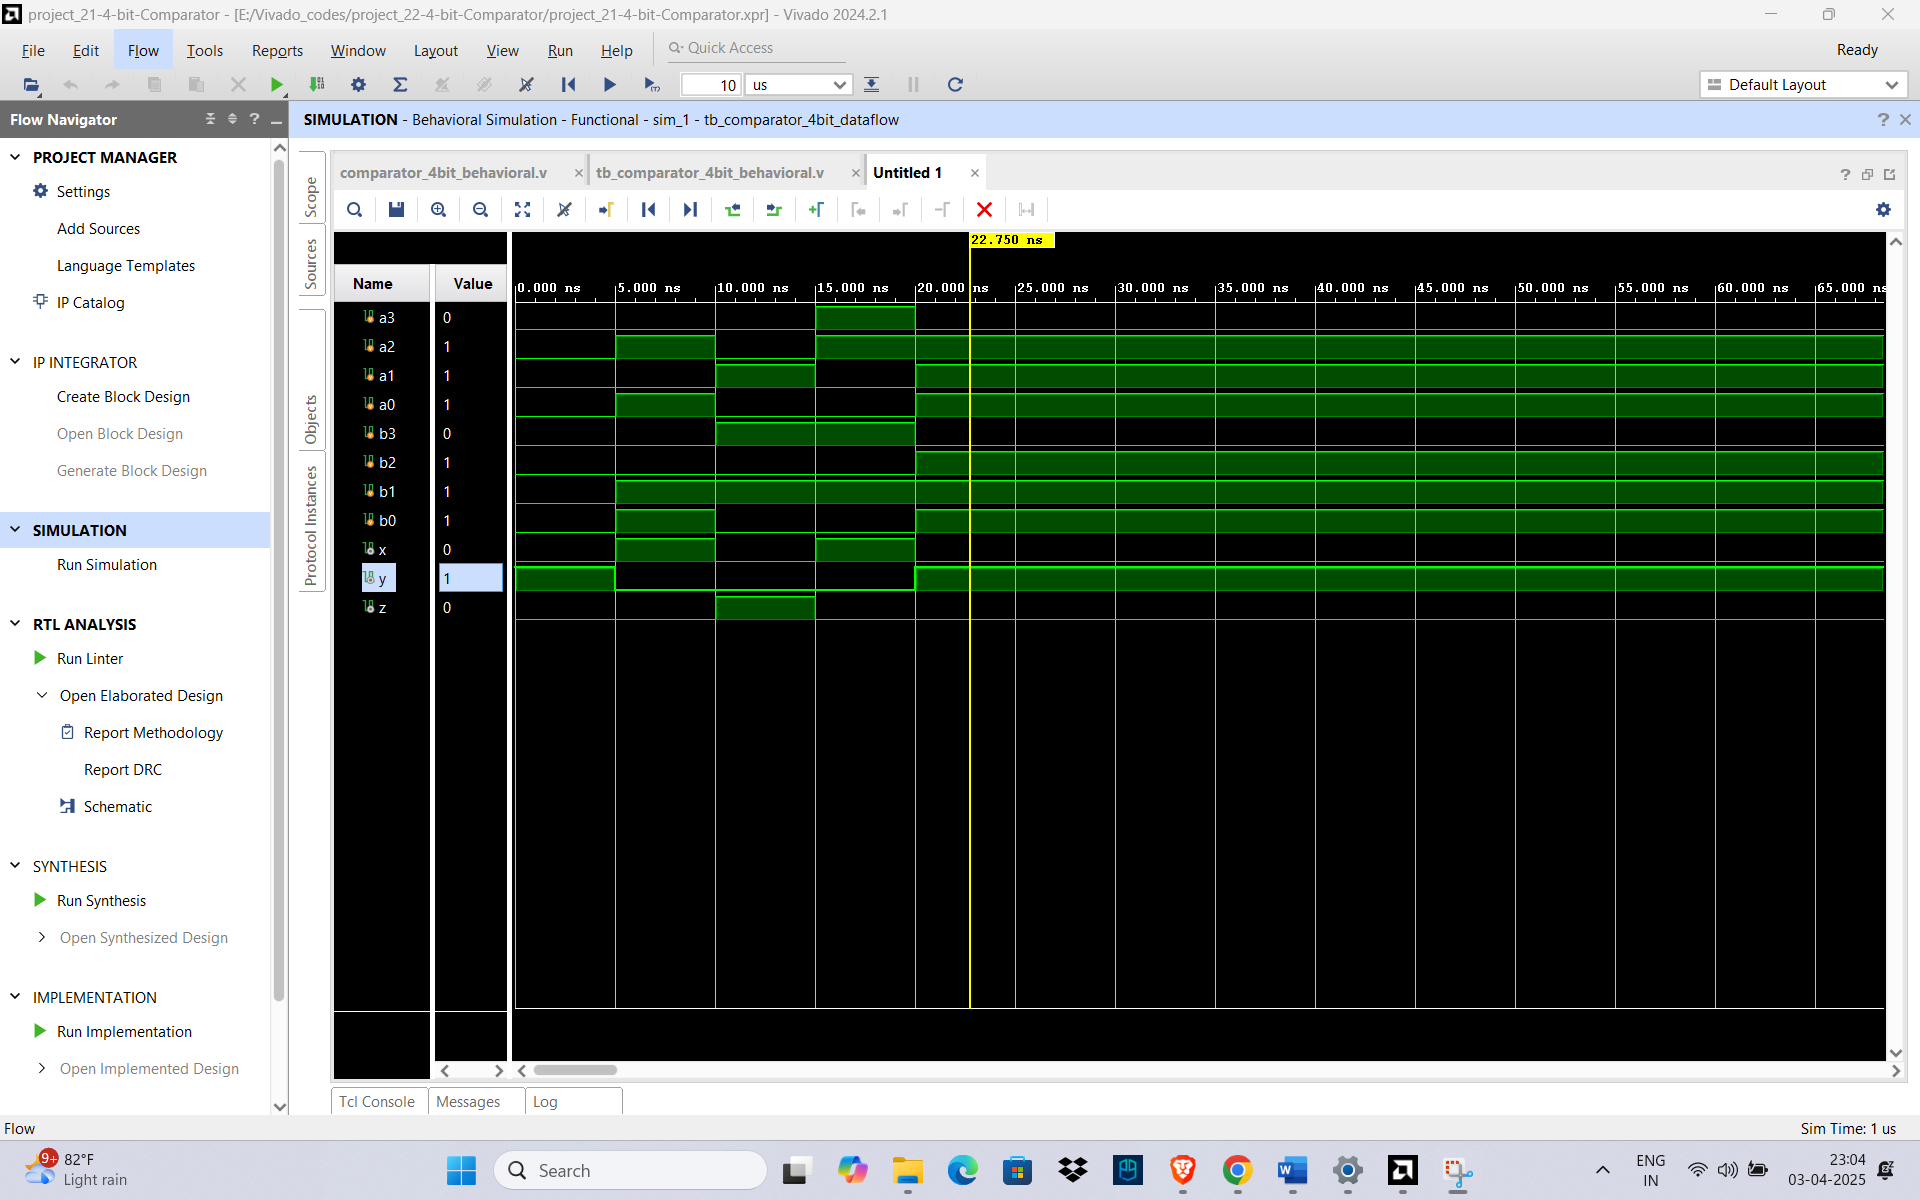 project_21-4-bit-Comparator - [E:/Vivado_codes/project_22-4-bit-Comparator/project_21-4-bit-Comparator.xpr] - Vivado 2024.2.1
File Edit Flow Tools Reports Window Layout View Run Help Quick Access Ready
10 us Default Layout
Flow Navigator ? _
SIMULATION - Behavioral Simulation - Functional - sim_1 - tb_comparator_4bit_dataflow ? ×
PROJECT MANAGER
Settings
Add Sources
Language Templates
IP Catalog
IP INTEGRATOR
Create Block Design
Open Block Design
Generate Block Design
SIMULATION
Run Simulation
RTL ANALYSIS
Run Linter
Open Elaborated Design
Report Methodology
Report DRC
Schematic
SYNTHESIS
Run Synthesis
Open Synthesized Design
IMPLEMENTATION
Run Implementation
Open Implemented Design
Scope
Sources
Objects
Protocol Instances
comparator_4bit_behavioral.v × tb_comparator_4bit_behavioral.v × Untitled 1 × ?
22.750 ns
Name Value 0.000 ns 5.000 ns 10.000 ns 15.000 ns 20.000 ns 25.000 ns 30.000 ns 35.000 ns 40.000 ns 45.000 ns 50.000 ns 55.000 ns 60.000 ns 65.000 ns
a3 0
a2 1
a1 1
a0 1
b3 0
b2 1
b1 1
b0 1
x 0
y 1
z 0
Tcl Console Messages Log
Flow Sim Time: 1 us
9+ 82°F
Light rain
Search
ENG
IN
23:04
03-04-2025